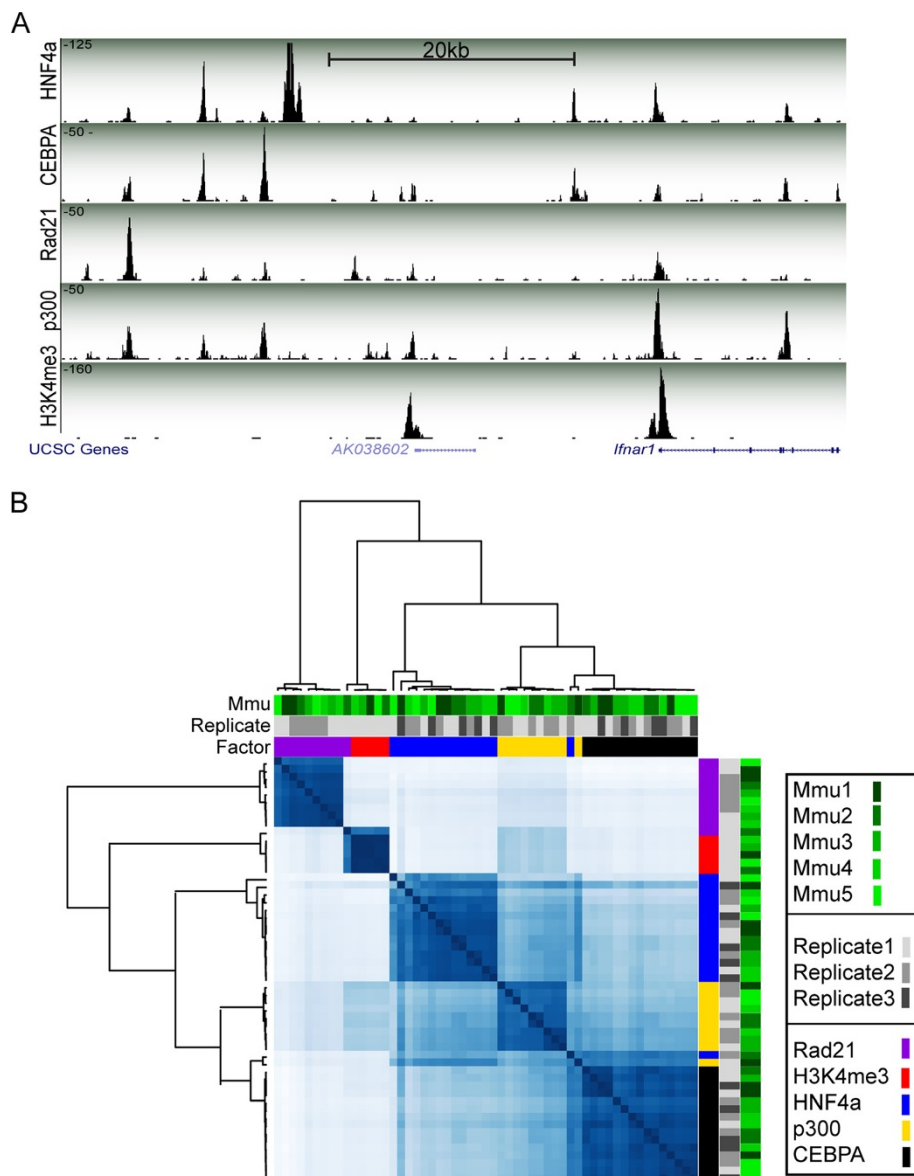 A
HNF4a
-125
20kb
CEBPA
-50 -
Rad21
-50
p300
-50
H3K4me3
-160
UCSC Genes
AK038602
Ifnar1
B
Mmu
Replicate
Factor
Mmu1
Mmu2
Mmu3
Mmu4
Mmu5
Replicate1
Replicate2
Replicate3
Rad21
H3K4me3
HNF4a
p300
CEBPA